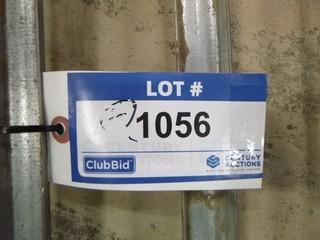 LOT #
1056
ClubBid
CENTURY
AUCTIONS